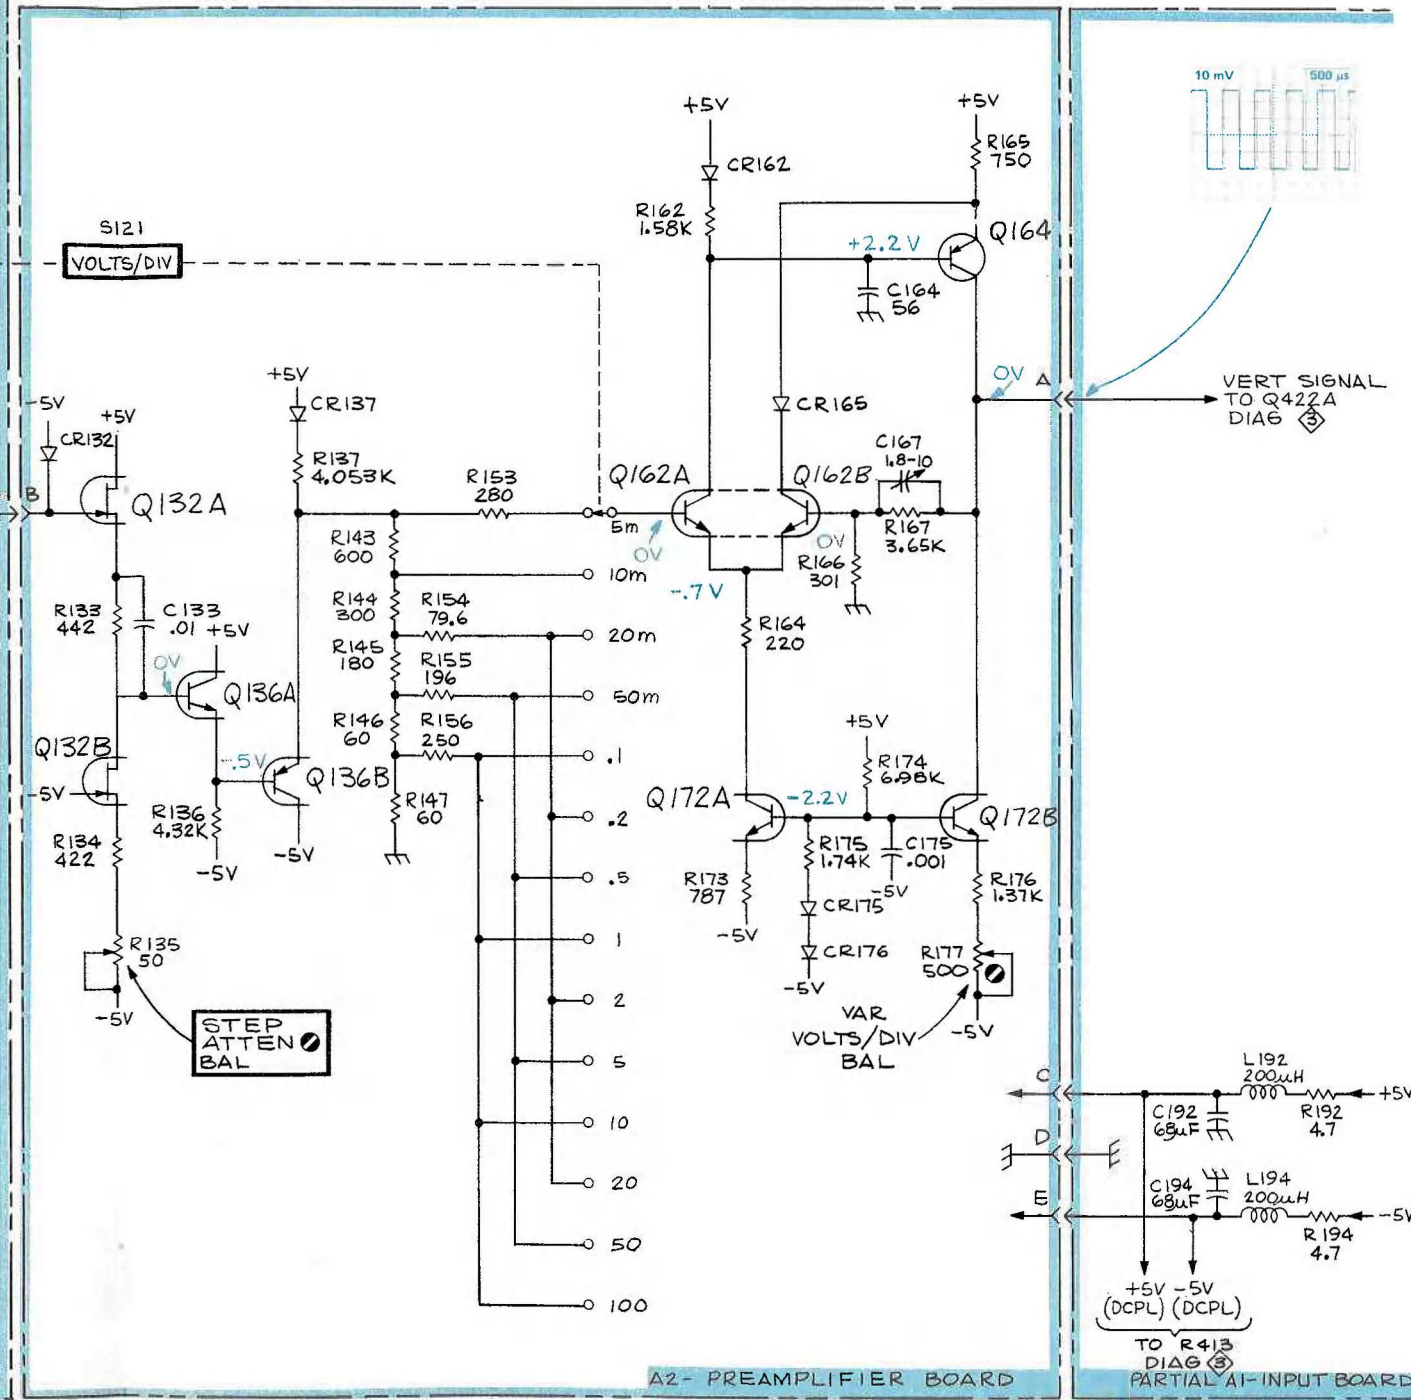 10 mV
500 µs
+5V
+5V
R165
750
CR162
R162
1.58K
Q164
+2.2V
C164
56
S121
VOLTS/DIV
0V
A
VERT SIGNAL
TO Q422A
DIAG 3
+5V
CR137
-5V
+5V
CR132
R137
4.053K
R153
280
Q162A
CR165
Q162B
C167
1.8-10
B
Q132A
5m
0V
0V
R167
3.65K
R143
600
10m
R166
301
-.7V
R133
442
C133
.01
+5V
R144
300
R154
79.6
20m
R164
220
R145
180
R155
196
0V
Q136A
50m
R146
60
R156
250
.1
+5V
Q132B
-.5V
Q136B
R174
6.98K
-5V
R147
60
Q172A
-2.2V
Q172B
R136
4.32K
.2
R134
422
-5V
-5V
R175
1.74K
C175
.001
-5V
R173
787
.5
R176
1.37K
CR175
-5V
R135
50
1
CR176
R177
500
-5V
-5V
2
-5V
STEP
ATTEN
BAL
VAR
VOLTS/DIV
BAL
5
10
20
50
100
C
L192
200µH
+5V
C192
68µF
R192
4.7
D
E
C194
68µF
L194
200µH
-5V
R194
4.7
+5V -5V
(DCPL) (DCPL)
TO R413
DIAG 3
A2- PREAMPLIFIER BOARD
PARTIAL A1-INPUT BOARD